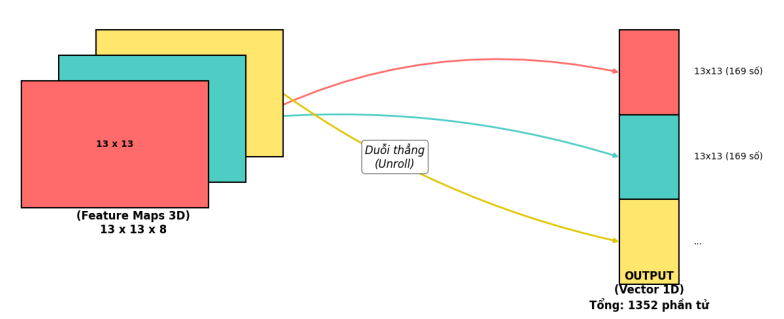 13 x 13
(Feature Maps 3D)
13 x 13 x 8
Duỗi thẳng
(Unroll)
13x13 (169 số)
13x13 (169 số)
...
OUTPUT
(Vector 1D)
Tổng: 1352 phần tử